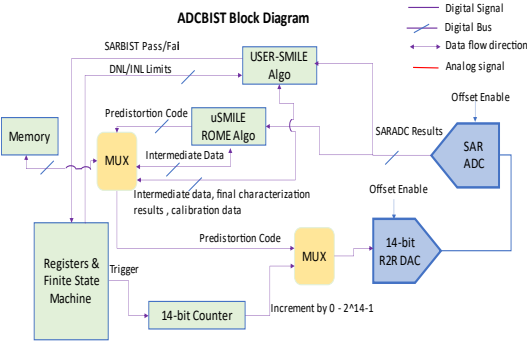 ADCBIST Block Diagram
Digital Signal
Digital Bus
Data flow direction
Analog signal
SARBIST Pass/Fal
DNL/INL Limits
USER-SMILE
Algo
Offset Enable
Predistortion Code
uSMILE
ROME Algo
Memory
MUX
Intermediate Data
SARADC Results
SAR
ADC
Intermediate data, final characterization
results , calibration data
Offset Enable
Predistortion Code
MUX
14-bit
R2R DAC
Registers &
Finite State
Machine
Trigger
14-bit Counter
Increment by 0 - 2^14-1